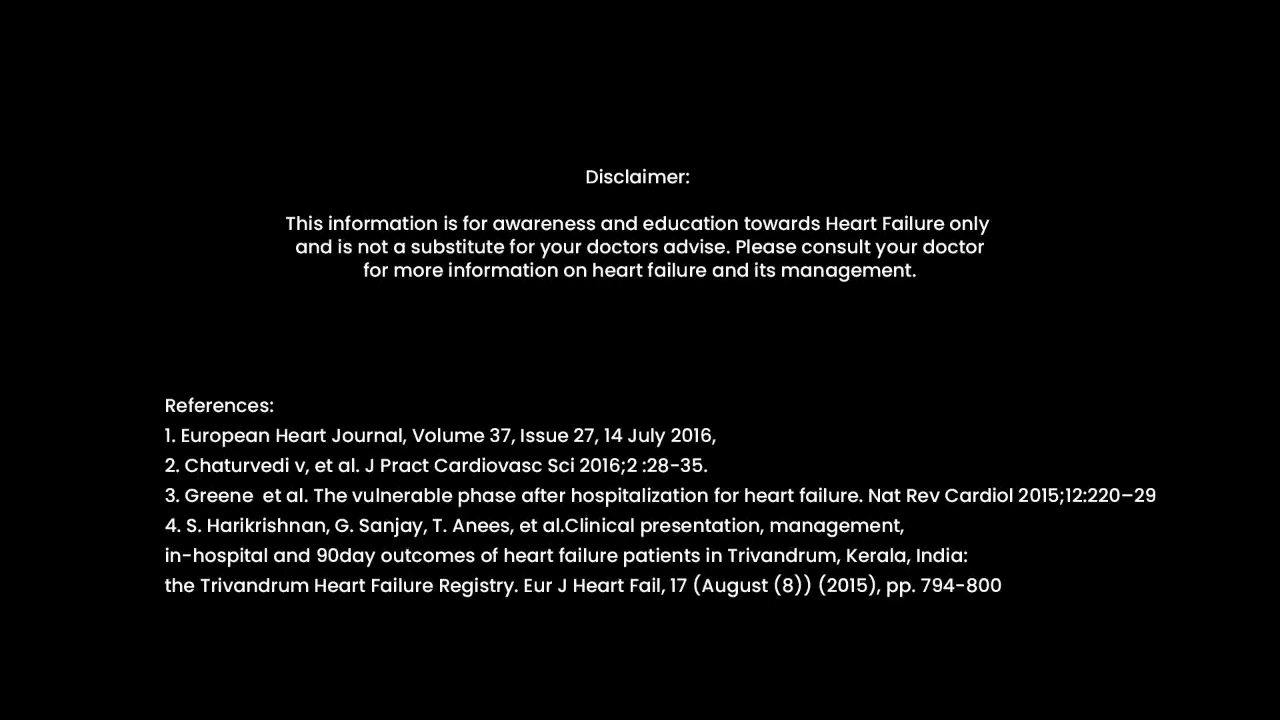 Disclaimer:
This information is for awareness and education towards Heart Failure only
and is not a substitute for your doctors advise. Please consult your doctor
for more information on heart failure and its management.
References:
1. European Heart Journal, Volume 37, Issue 27, 14 July 2016,
2. Chaturvedi v, et al. J Pract Cardiovasc Sci 2016;2 :28-35.
3. Greene  et al. The vulnerable phase after hospitalization for heart failure. Nat Rev Cardiol 2015;12:220–29
4. S. Harikrishnan, G. Sanjay, T. Anees, et al.Clinical presentation, management,
in-hospital and 90day outcomes of heart failure patients in Trivandrum, Kerala, India:
the Trivandrum Heart Failure Registry. Eur J Heart Fail, 17 (August (8)) (2015), pp. 794-800